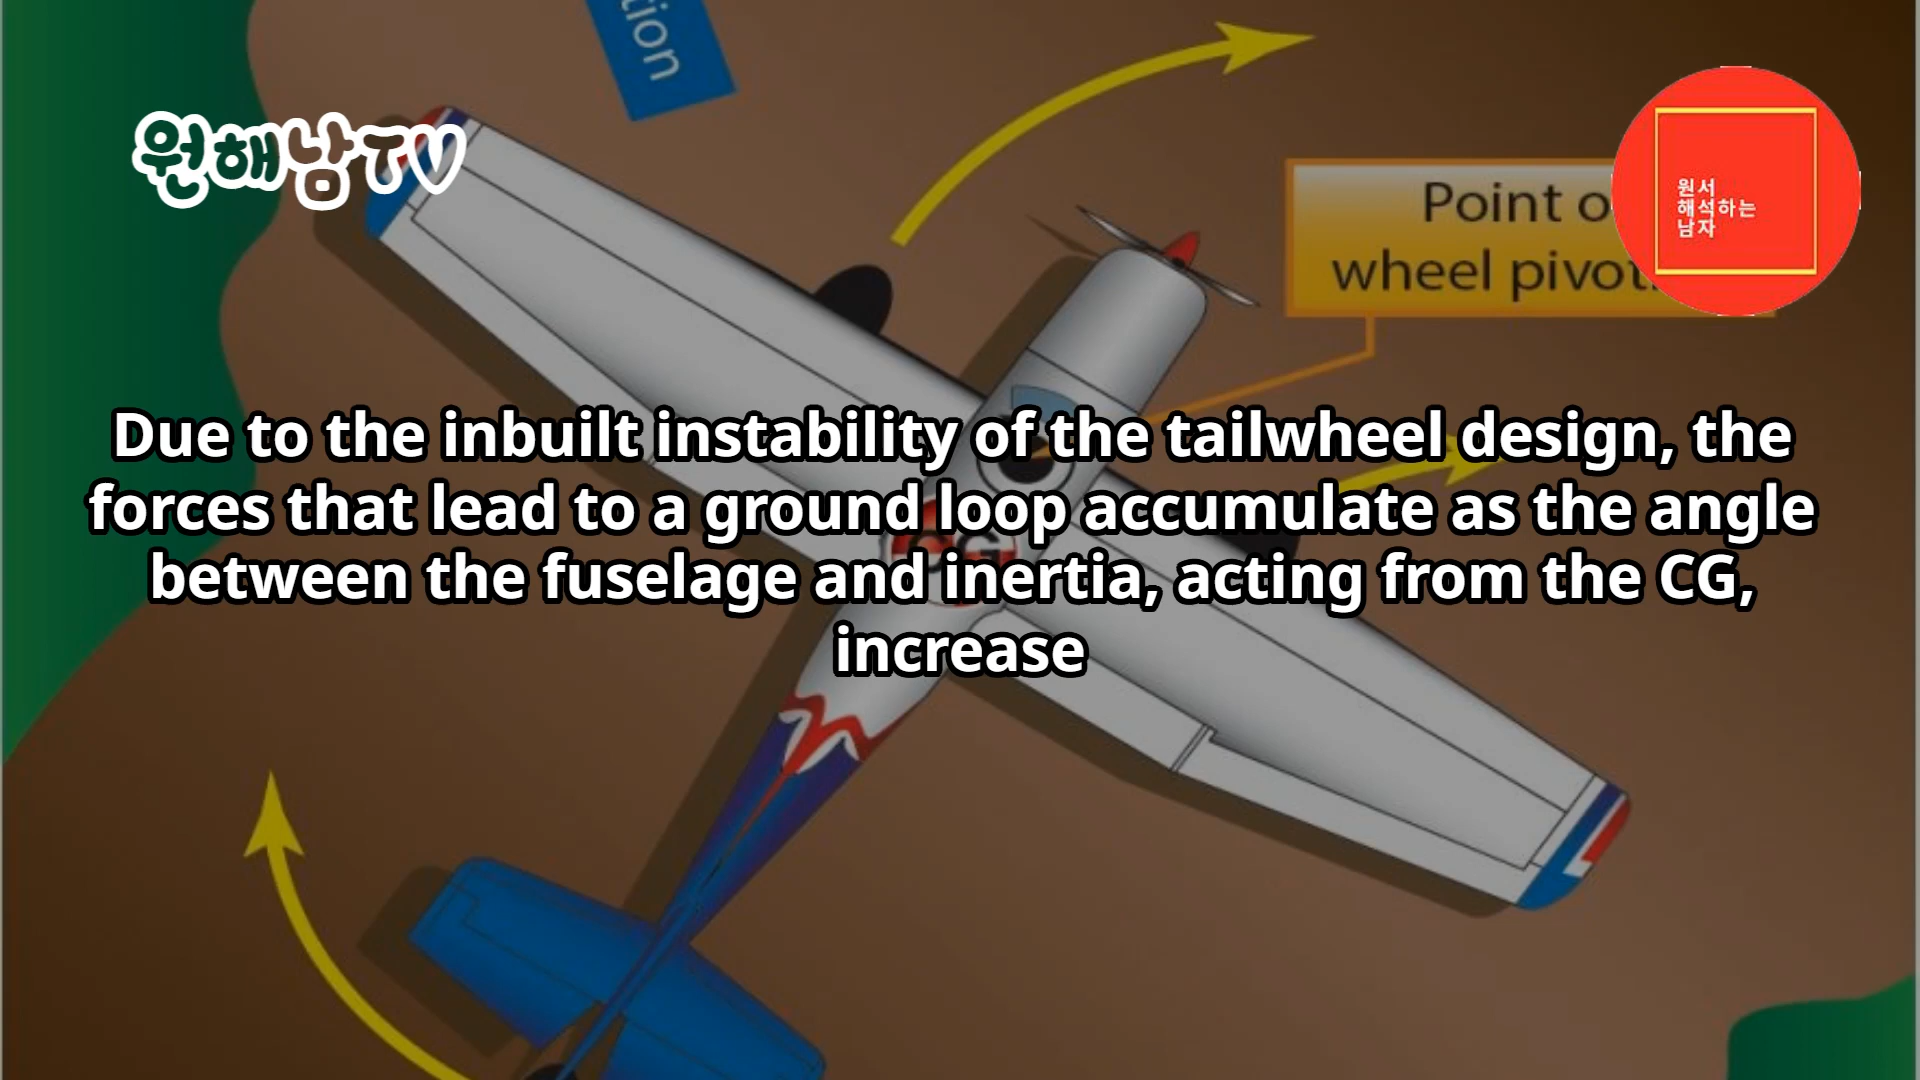 tion
원해남TV
Point o
wheel pivot
원서
해석하는
남자
Due to the inbuilt instability of the tailwheel design, the
forces that lead to a ground loop accumulate as the angle
between the fuselage and inertia, acting from the CG,
increase
CG